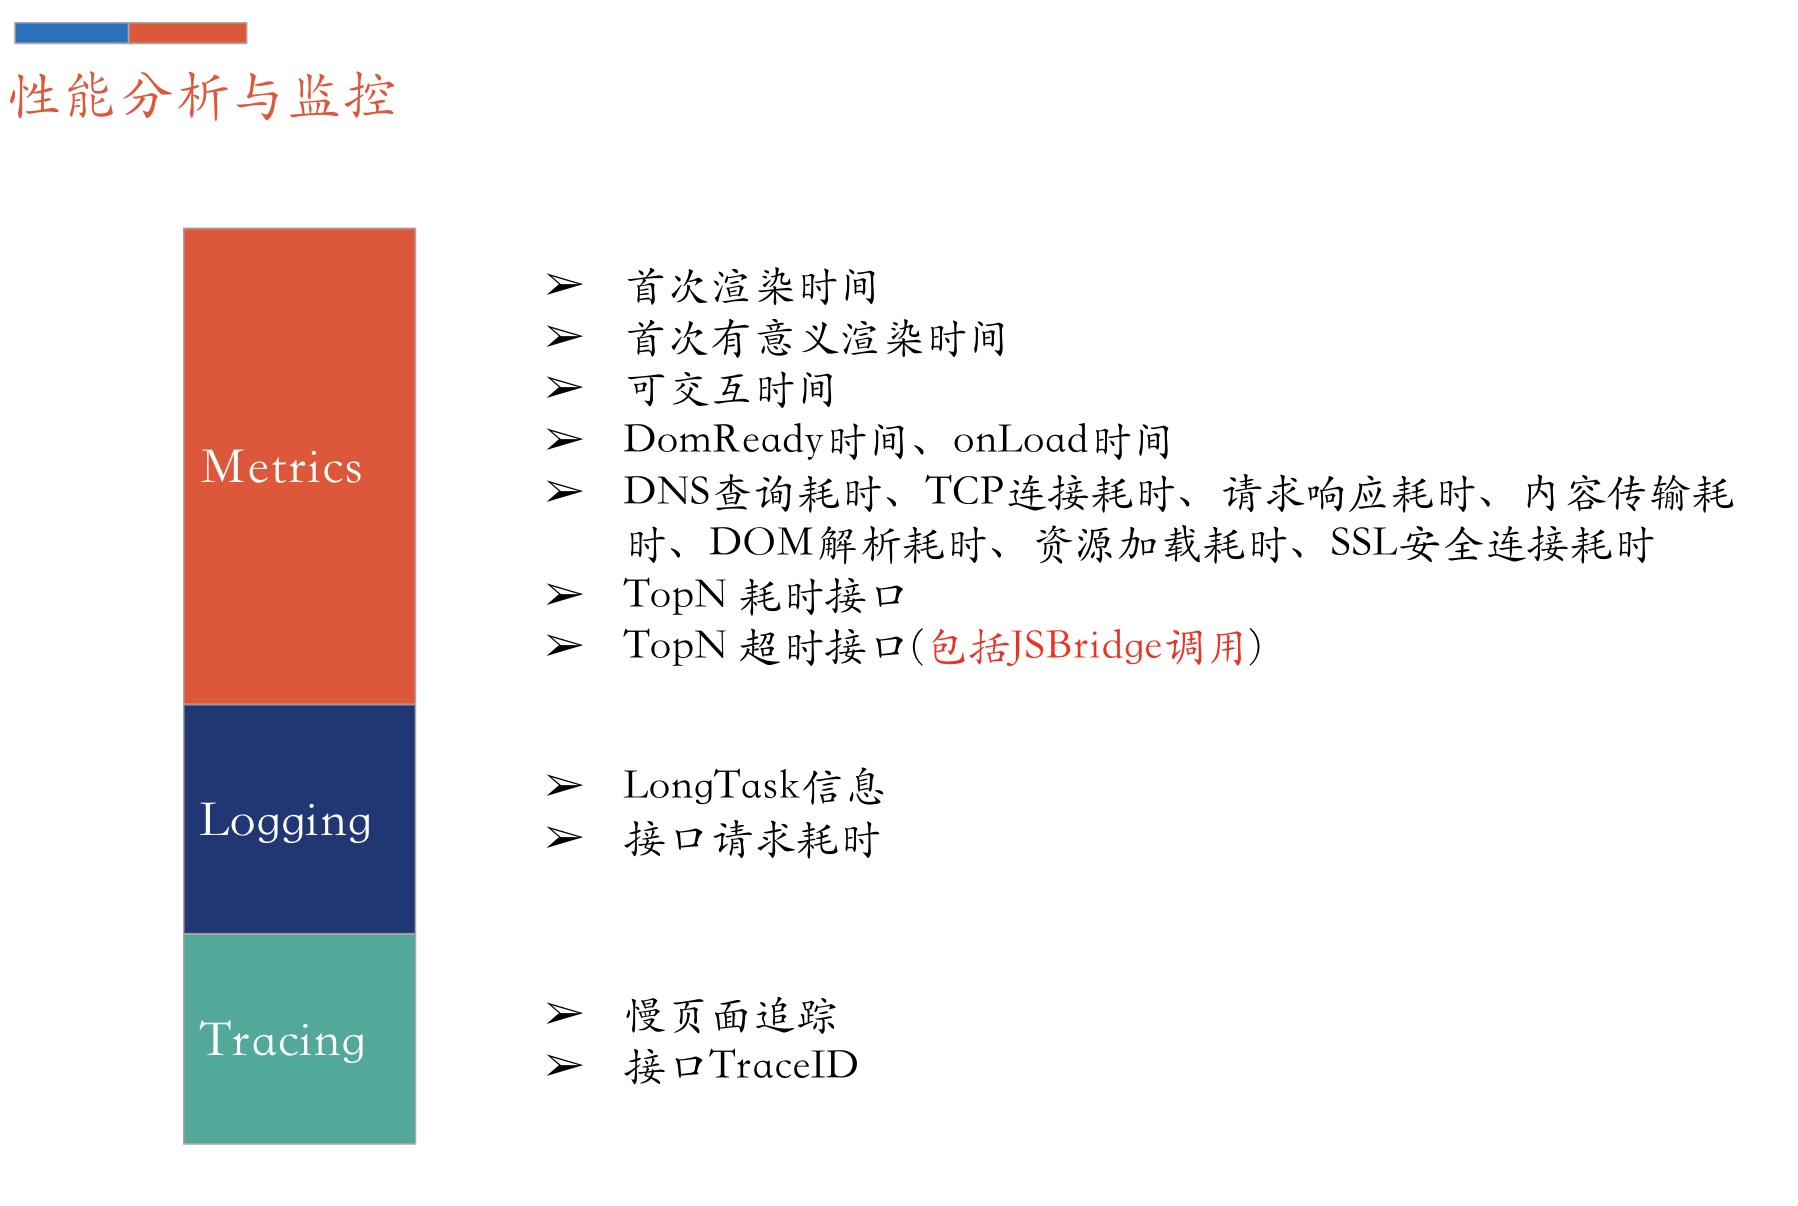 性能分析与监控
Metrics
➢ 首次渲染时间
➢ 首次有意义渲染时间
➢ 可交互时间
➢ DomReady时间、onLoad时间
➢ DNS查询耗时、TCP连接耗时、请求响应耗时、内容传输耗
时、DOM解析耗时、资源加载耗时、SSL安全连接耗时
➢ TopN 耗时接口
➢ TopN 超时接口(包括JSBridge调用)
Logging
➢ LongTask信息
➢ 接口请求耗时
Tracing
➢ 慢页面追踪
➢ 接口TraceID